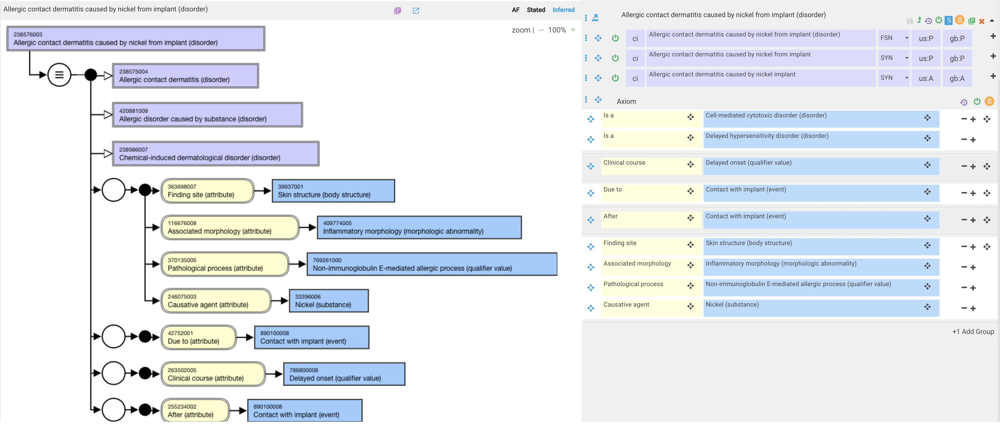 Allergic contact dermatitis caused by nickel from implant (disorder)
AF Stated Inferred
zoom | − 100% +
238576003
Allergic contact dermatitis caused by nickel from implant (disorder)
238575004
Allergic contact dermatitis (disorder)
420881009
Allergic disorder caused by substance (disorder)
238986007
Chemical-induced dermatological disorder (disorder)
363698007
Finding site (attribute)
39937001
Skin structure (body structure)
116676008
Associated morphology (attribute)
409774005
Inflammatory morphology (morphologic abnormality)
370135005
Pathological process (attribute)
769261000
Non-immunoglobulin E-mediated allergic process (qualifier value)
246075003
Causative agent (attribute)
33396006
Nickel (substance)
42752001
Due to (attribute)
890100008
Contact with implant (event)
263502005
Clinical course (attribute)
788800008
Delayed onset (qualifier value)
255234002
After (attribute)
890100008
Contact with implant (event)
Allergic contact dermatitis caused by nickel from implant (disorder)
S
ci Allergic contact dermatitis caused by nickel from implant (disorder) FSN us:P gb:P
ci Allergic contact dermatitis caused by nickel from implant SYN us:P gb:P
ci Allergic contact dermatitis caused by nickel implant SYN us:A gb:A
Axiom
Is a Cell-mediated cytotoxic disorder (disorder)
Is a Delayed hypersensitivity disorder (disorder)
Clinical course Delayed onset (qualifier value)
Due to Contact with implant (event)
After Contact with implant (event)
Finding site Skin structure (body structure)
Associated morphology Inflammatory morphology (morphologic abnormality)
Pathological process Non-immunoglobulin E-mediated allergic process (qualifier value)
Causative agent Nickel (substance)
+1 Add Group